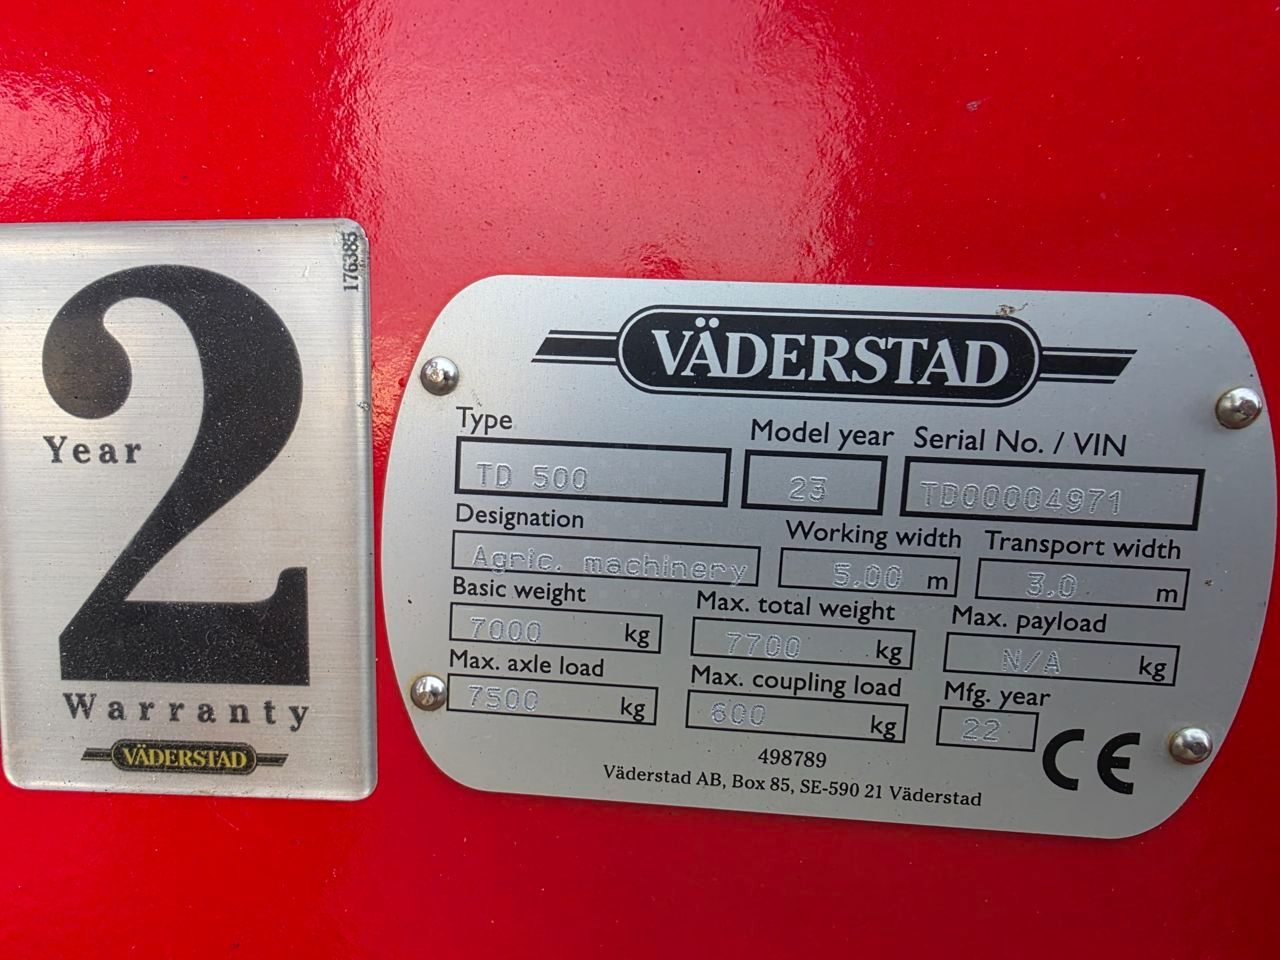 176385
2
Year
Warranty
VÄDERSTAD
VÄDERSTAD
Type Model year Serial No. / VIN
TD 500 23 TD00004971
Designation Working width Transport width
Agric. machinery 5.00 m 3.0 m
Basic weight Max. total weight Max. payload
7000 kg 7700 kg N/A kg
Max. axle load Max. coupling load Mfg. year
7500 kg 600 kg 22
CE
498789
Väderstad AB, Box 85, SE-590 21 Väderstad